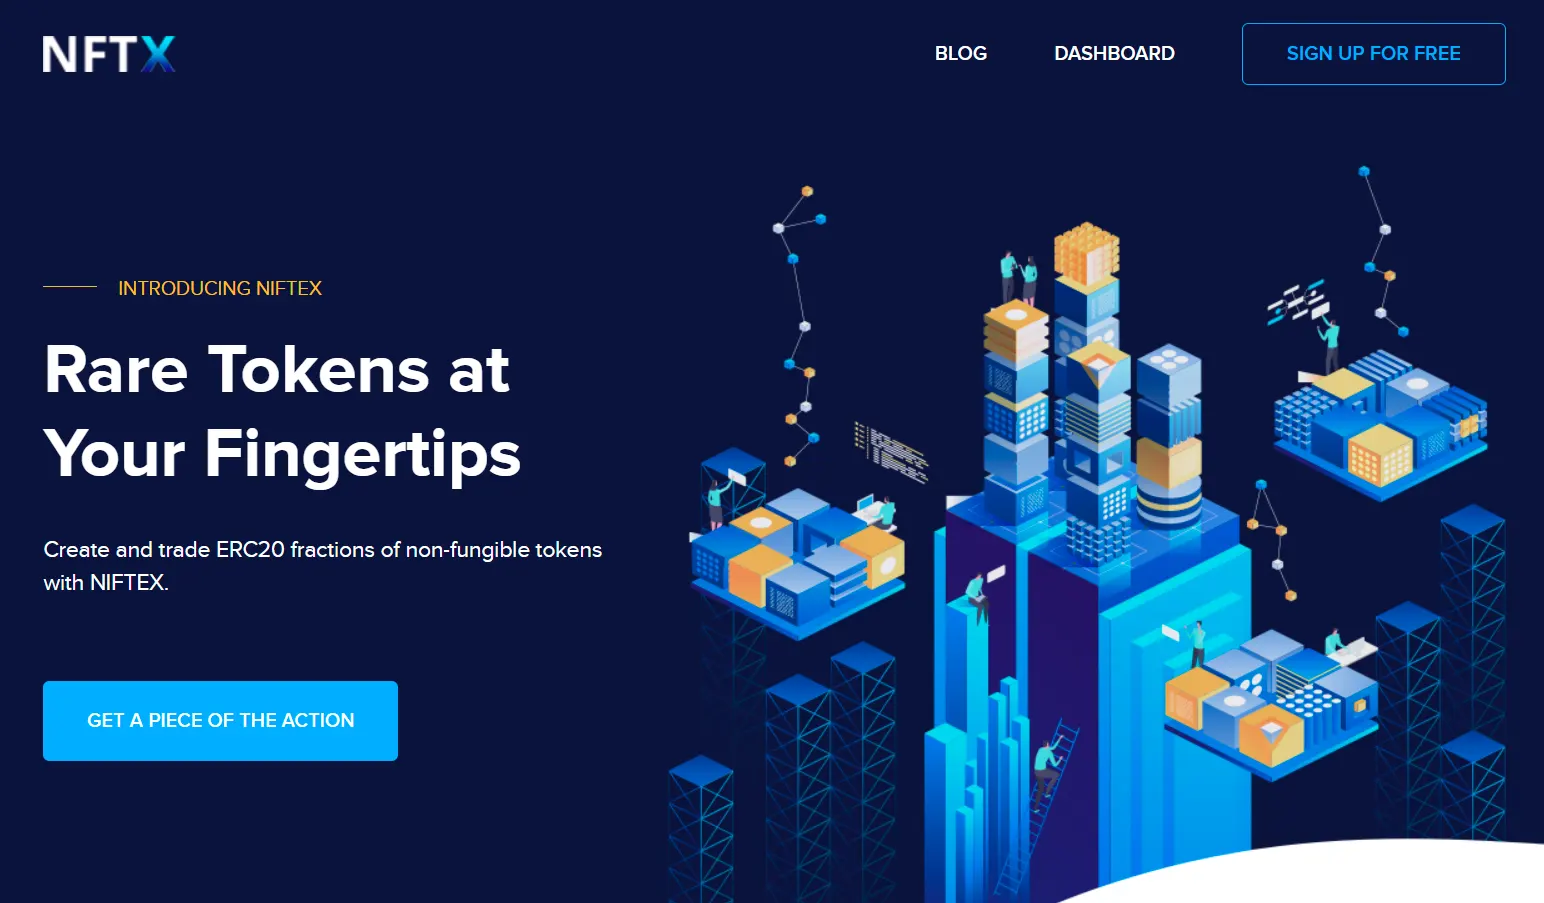 NFTX
BLOG
DASHBOARD
SIGN UP FOR FREE
INTRODUCING NIFTEX
Rare Tokens at
Your Fingertips
Create and trade ERC20 fractions of non-fungible tokens
with NIFTEX.
GET A PIECE OF THE ACTION